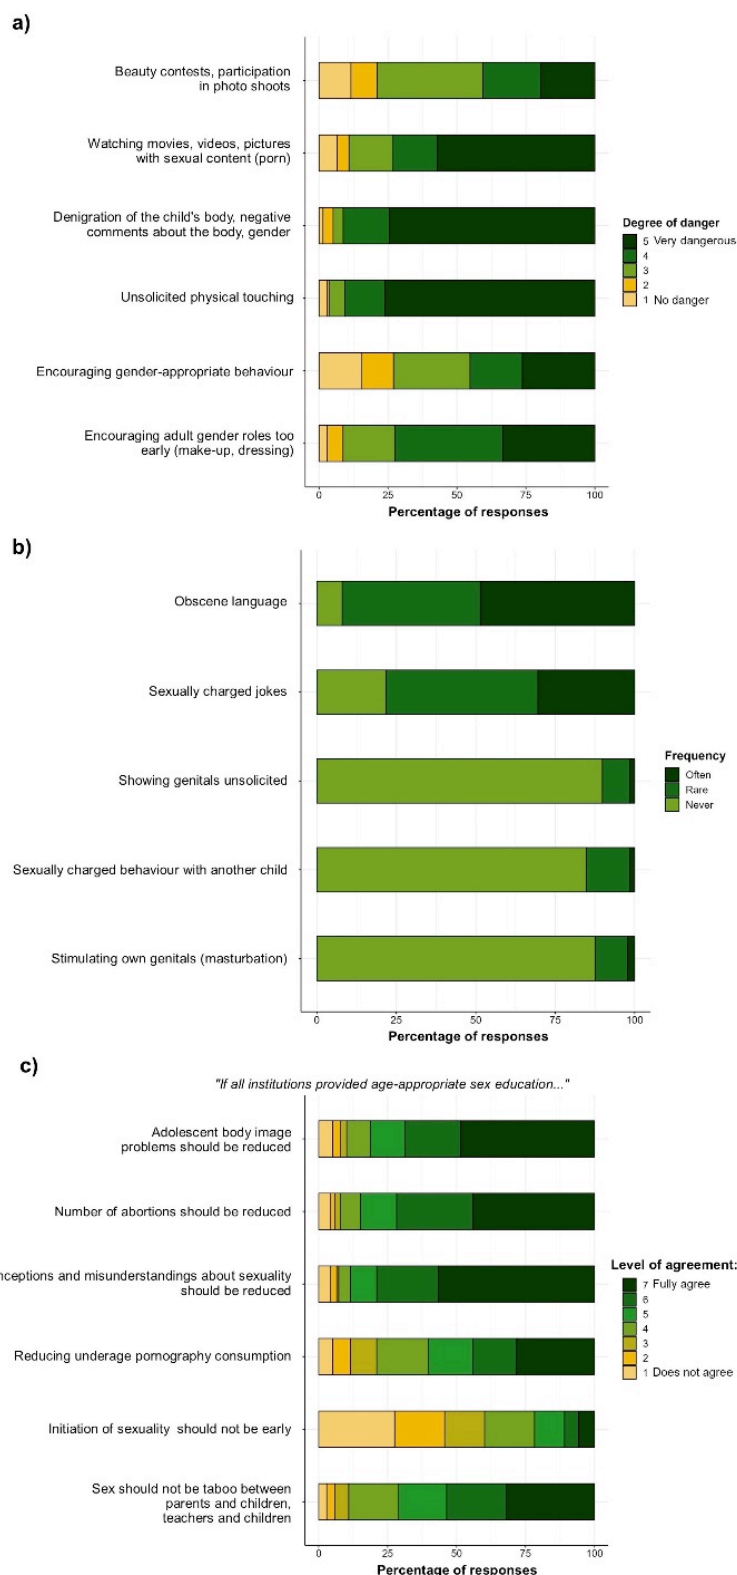 a)
Beauty contests, participation
in photo shoots
Watching movies, videos, pictures
with sexual content (porn)
Denigration of the child's body, negative
comments about the body, gender
Unsolicited physical touching
Encouraging gender-appropriate behaviour
Encouraging adult gender roles too
early (make-up, dressing)
0 25 50 75 100
Percentage of responses
Degree of danger
5 Very dangerous
4
3
2
1 No danger
b)
Obscene language
Sexually charged jokes
Showing genitals unsolicited
Sexually charged behaviour with another child
Stimulating own genitals (masturbation)
0 25 50 75 100
Percentage of responses
Frequency
Often
Rare
Never
c)
"If all institutions provided age-appropriate sex education..."
Adolescent body image
problems should be reduced
Number of abortions should be reduced
nceptions and misunderstandings about sexuality
should be reduced
Reducing underage pornography consumption
Initiation of sexuality should not be early
Sex should not be taboo between
parents and children,
teachers and children
0 25 50 75 100
Percentage of responses
Level of agreement:
7 Fully agree
6
5
4
3
2
1 Does not agree